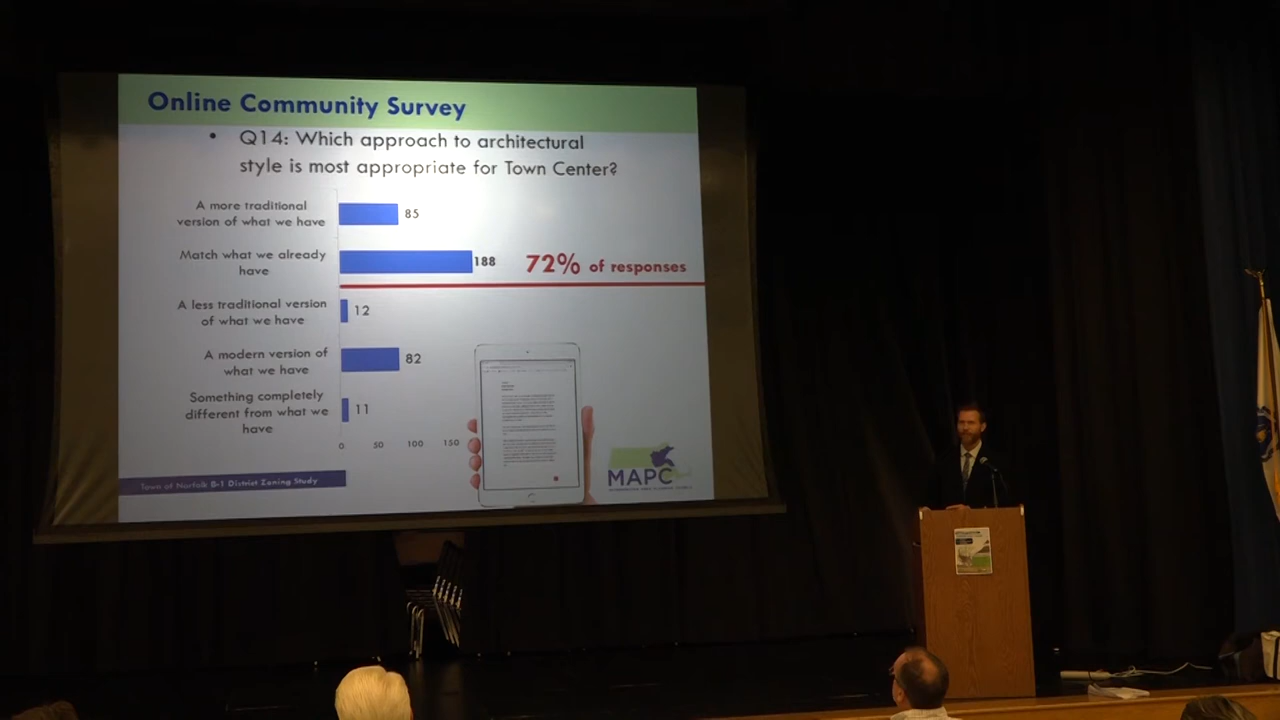 Online Community Survey
• Q14: Which approach to architectural
style is most appropriate for Town Center?
A more traditional
version of what we have
85
Match what we already
have
188
72% of responses
A less traditional version
of what we have
12
A modern version of
what we have
82
Something completely
different from what we
have
11
0 50 100 150
Town of Norfolk B-1 District Zoning Study
MAPC